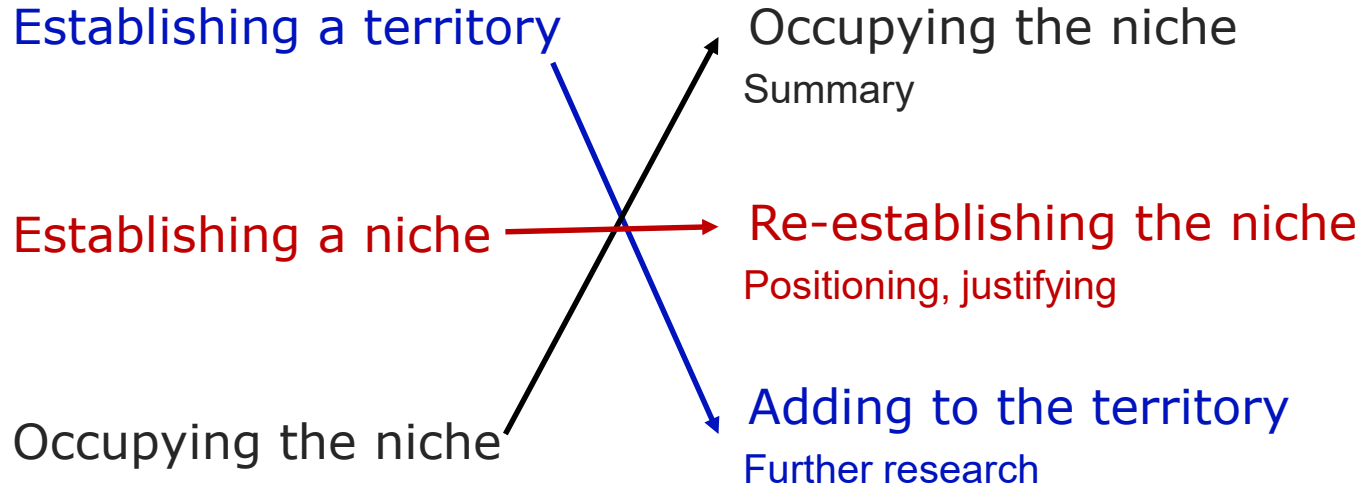 Establishing a territory
Establishing a niche
Occupying the niche
Occupying the niche
Summary
Re-establishing the niche
Positioning, justifying
Adding to the territory
Further research